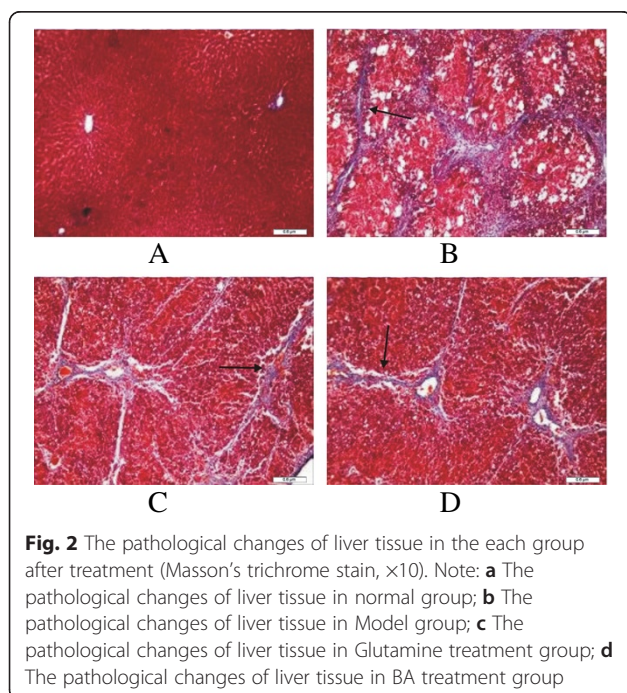 A
B
C
D
Fig. 2 The pathological changes of liver tissue in the each group
after treatment (Masson's trichrome stain, ×10). Note: a The
pathological changes of liver tissue in normal group; b The
pathological changes of liver tissue in Model group; c The
pathological changes of liver tissue in Glutamine treatment group; d
The pathological changes of liver tissue in BA treatment group